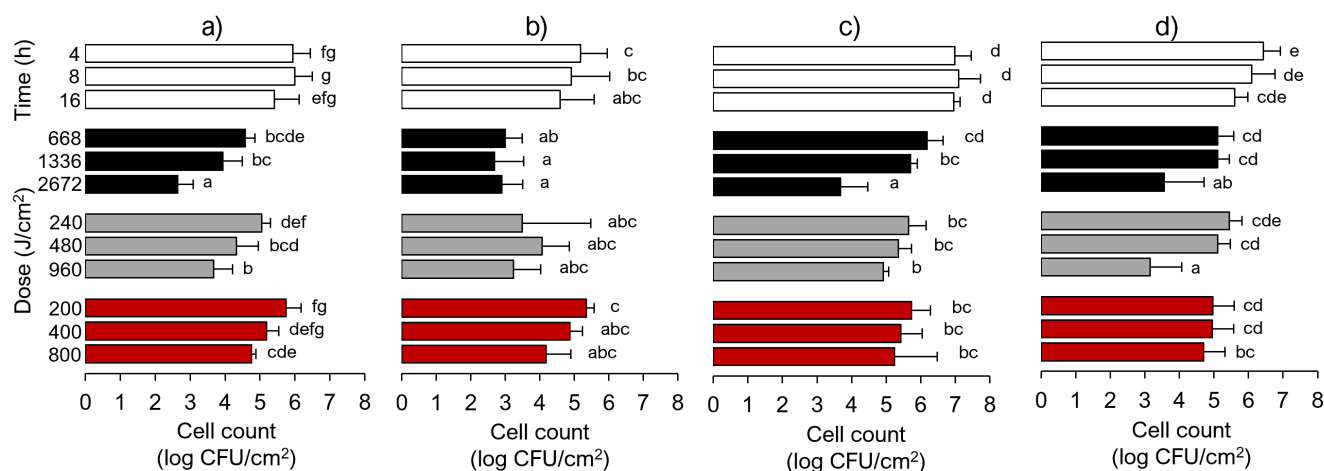 a)
Time (h)
4 fg
8 g
16 efg
668 bcde
1336 bc
2672 a
Dose (J/cm²)
240 def
480 bcd
960 b
200 fg
400 defg
800 cde
0 1 2 3 4 5 6 7 8
Cell count
(log CFU/cm²)
b)
c
bc
abc
ab
a
a
abc
abc
abc
c
abc
abc
0 1 2 3 4 5 6 7 8
Cell count
(log CFU/cm²)
c)
d
d
d
cd
bc
a
bc
bc
b
bc
bc
bc
0 1 2 3 4 5 6 7 8
Cell count
(log CFU/cm²)
d)
e
de
cde
cd
cd
ab
cde
cd
a
cd
cd
bc
0 1 2 3 4 5 6 7 8
Cell count
(log CFU/cm²)